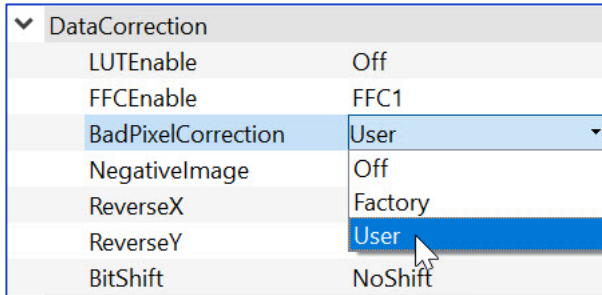 DataCorrection
LUTEnable Off
FFCEnable FFC1
BadPixelCorrection User
NegativeImage Off
ReverseX Factory
ReverseY User
BitShift NoShift